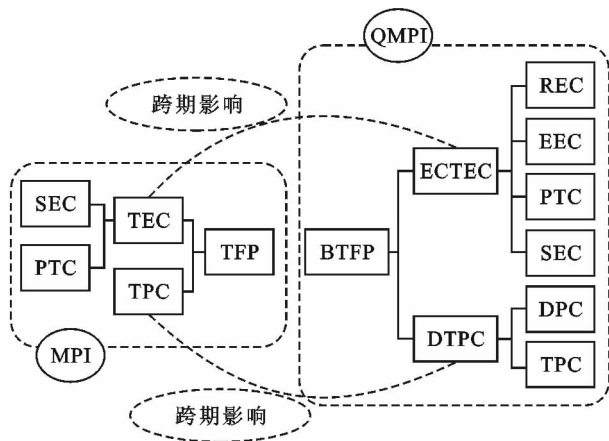 QMPI
跨期影响
REC
EEC
ECTEC
PTC
SEC
SEC
TEC
PTC
TFP
BTFP
TPC
DPC
DTPC
TPC
MPI
跨期影响